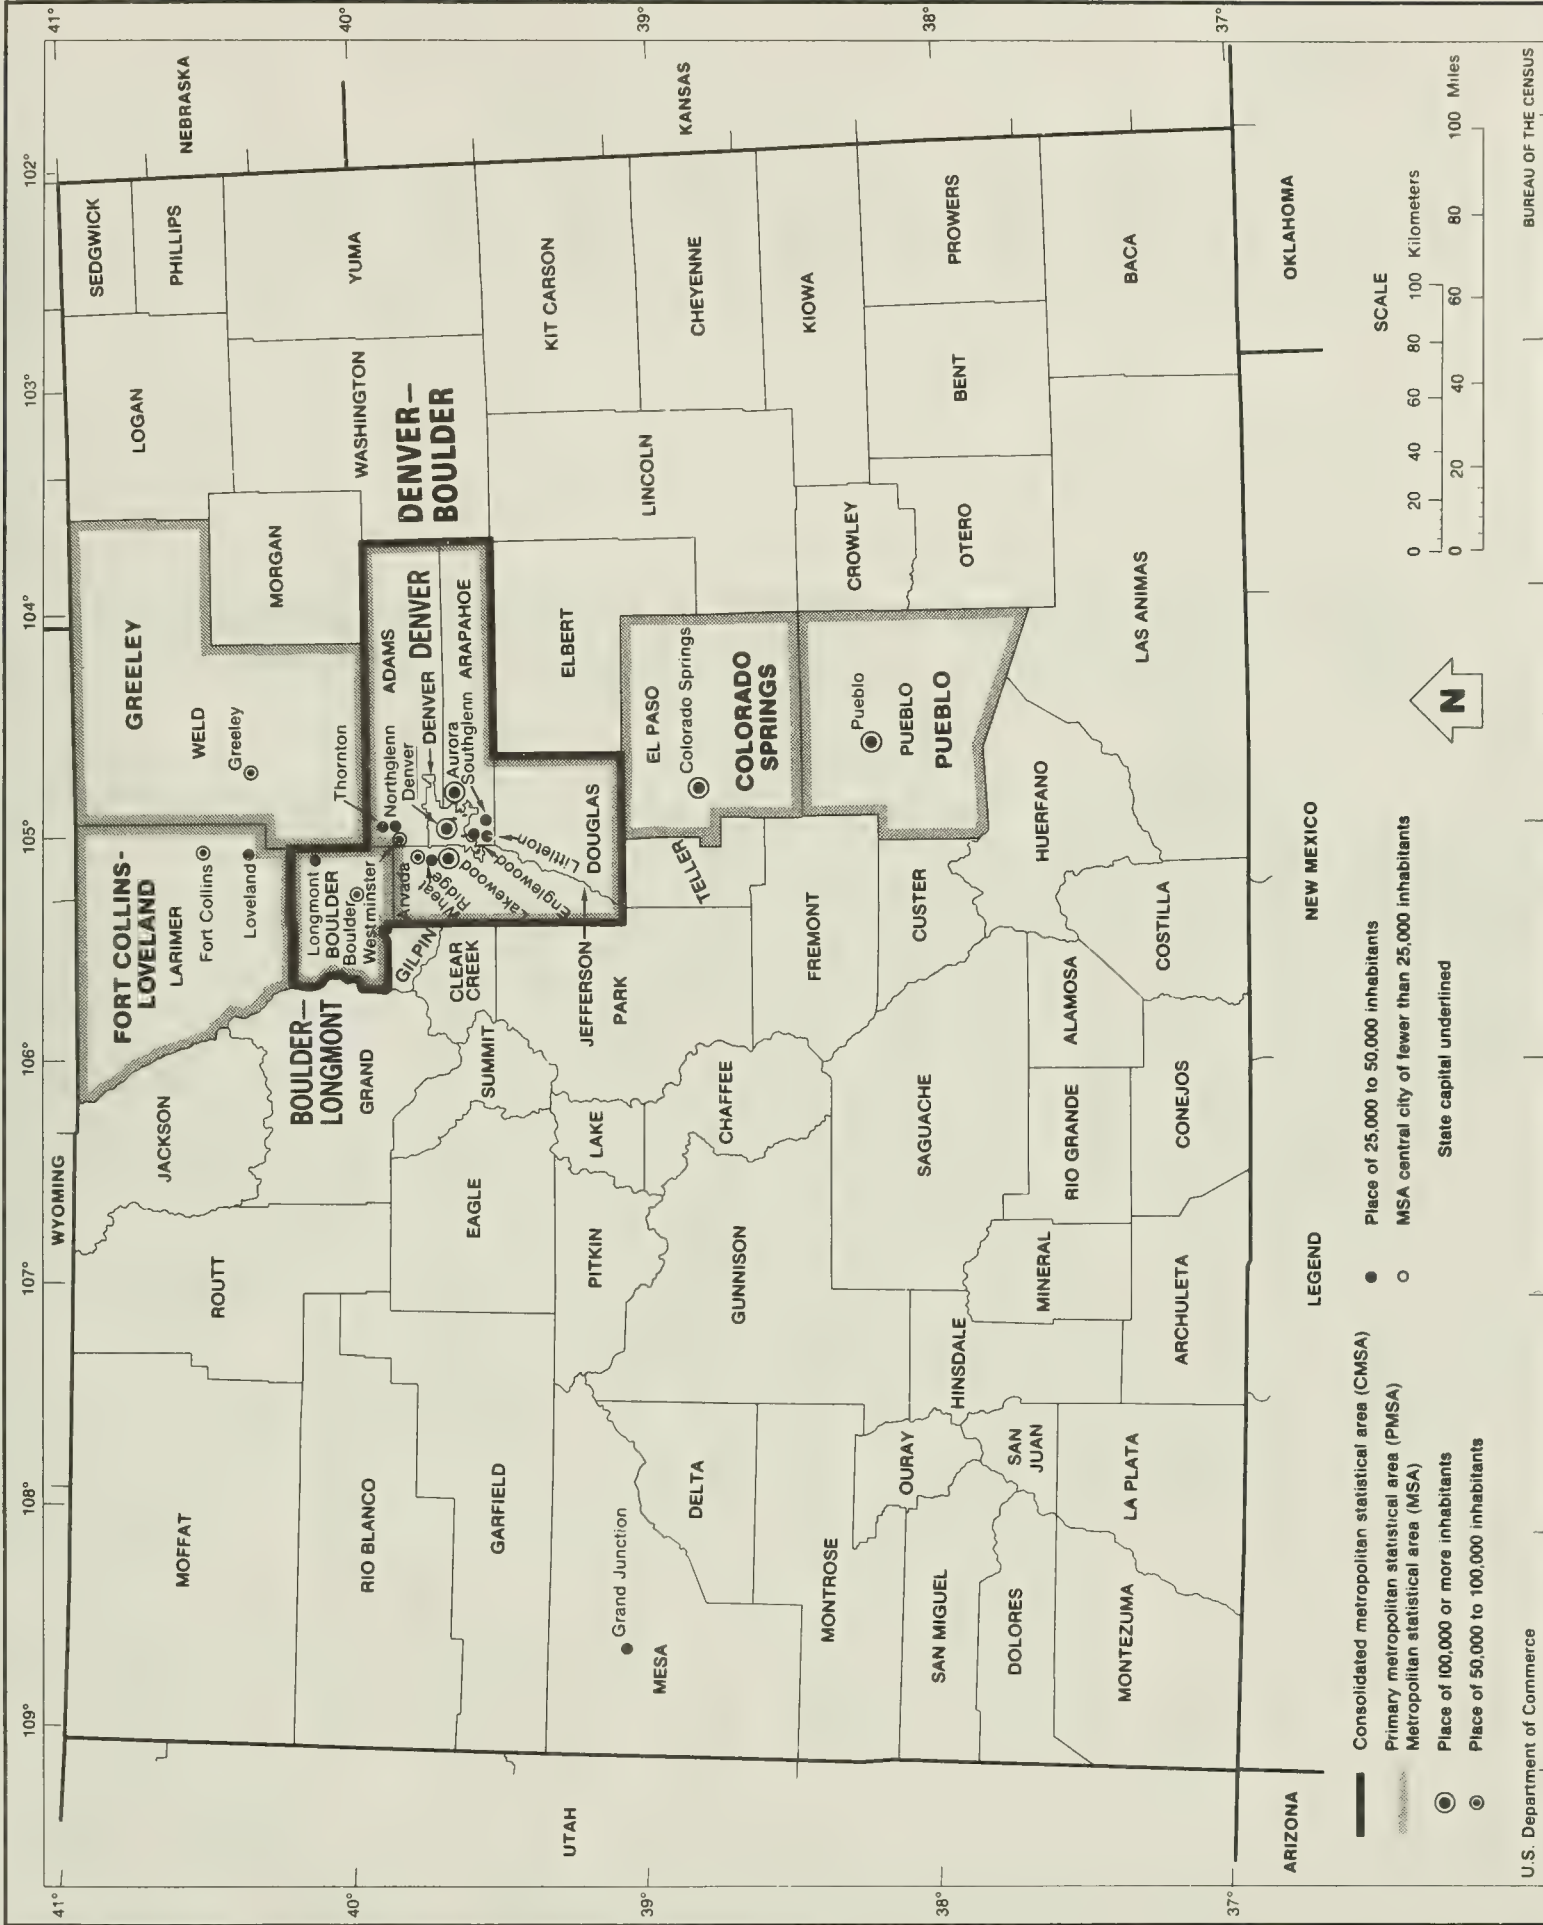 109°
108°
107°
106°
105°
104°
103°
102°
41°
41°
40°
40°
39°
39°
38°
38°
37°
37°
WYOMING
NEBRASKA
KANSAS
OKLAHOMA
NEW MEXICO
ARIZONA
UTAH
MOFFAT
ROUTT
JACKSON
FORT COLLINS-
LOVELAND
LARIMER
Fort Collins
Loveland
GREELEY
WELD
Greeley
LOGAN
SEDGWICK
PHILLIPS
MORGAN
WASHINGTON
YUMA
RIO BLANCO
GRAND
BOULDER—
LONGMONT
Longmont
BOULDER
Boulder
Westminster
Thornton
Northglenn
Denver
ADAMS
DENVER
DENVER
DENVER—
BOULDER
Aurora
Southglenn
ARAPAHOE
Arvada
Wheat
Ridge
Lakewood
Englewood
Littleton
GILPIN
CLEAR
CREEK
JEFFERSON
DOUGLAS
GARFIELD
EAGLE
SUMMIT
PARK
ELBERT
LINCOLN
KIT CARSON
CHEYENNE
KIOWA
MESA
Grand Junction
DELTA
PITKIN
LAKE
CHAFFEE
GUNNISON
TELLER
EL PASO
Colorado Springs
COLORADO
SPRINGS
FREMONT
CUSTER
Pueblo
PUEBLO
PUEBLO
CROWLEY
OTERO
BENT
PROWERS
BACA
LAS ANIMAS
HUERFANO
COSTILLA
ALAMOSA
SAGUACHE
RIO GRANDE
CONEJOS
MINERAL
ARCHULETA
HINSDALE
OURAY
SAN
JUAN
LA PLATA
MONTROSE
SAN MIGUEL
DOLORES
MONTEZUMA
LEGEND
Consolidated metropolitan statistical area (CMSA)
Primary metropolitan statistical area (PMSA)
Metropolitan statistical area (MSA)
Place of 100,000 or more inhabitants
Place of 50,000 to 100,000 inhabitants
Place of 25,000 to 50,000 inhabitants
MSA central city of fewer than 25,000 inhabitants
State capital underlined
N
SCALE
0 20 40 60 80 100 Kilometers
0 20 40 60 80 100 Miles
U.S. Department of Commerce
BUREAU OF THE CENSUS